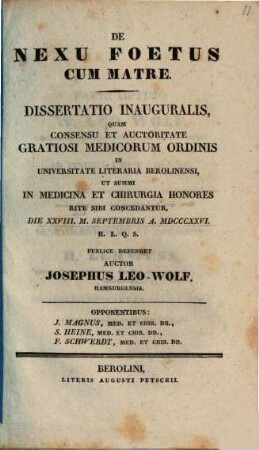 DE
NEXU FOETUS
CUM MATRE.
DISSERTATIO INAUGURALIS,
QUAM
CONSENSU ET AUCTORITATE
GRATIOSI MEDICORUM ORDINIS
IN
UNIVERSITATE LITERARIA BEROLINENSI,
UT SUMMI
IN MEDICINA ET CHIRURGIA HONORES
RITE SIBI CONCEDANTUR,
DIE XXVIII. M. SEPTEMBRIS A. MDCCCXXVI.
H. L. Q. S.
PUBLICE DEFENDET
AUCTOR
JOSEPHUS LEO-WOLF,
HAMBURGENSIS.
OPPONENTIBUS:
J. MAGNUS, MED. ET CHIR. DR.,
S. HEINE, MED. ET CHIR. DD.,
F. SCHWERDT, MED. ET CHIR. DD.
BEROLINI,
LITERIS AUGUSTI PETSCHII.